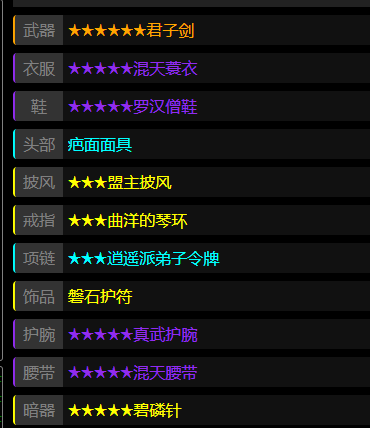 武器 ★★★★★★君子剑
衣服 ★★★★★混天蓑衣
鞋 ★★★★★罗汉僧鞋
头部 疤面面具
披风 ★★★盟主披风
戒指 ★★★曲洋的琴环
项链 ★★★逍遥派弟子令牌
饰品 磐石护符
护腕 ★★★★★真武护腕
腰带 ★★★★★混天腰带
暗器 ★★★★★碧磷针